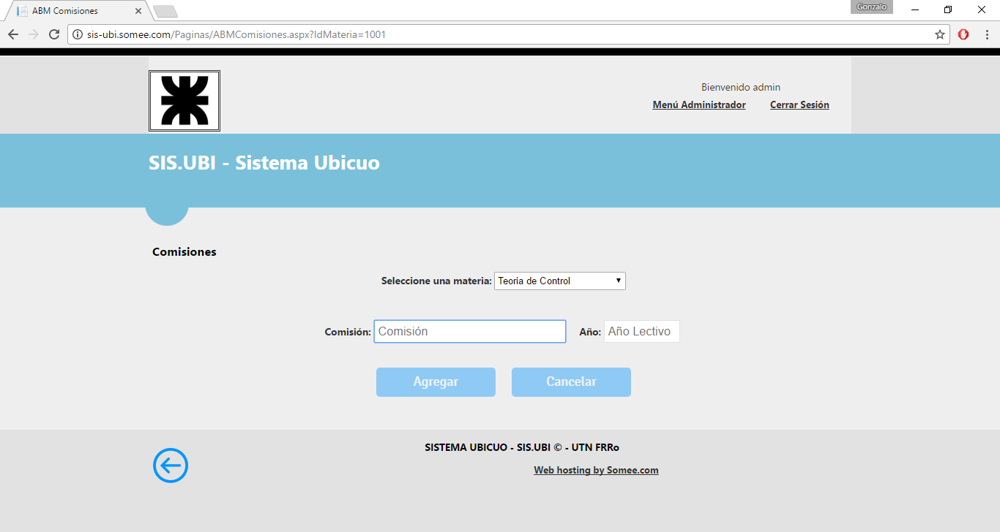 ABM Comisiones
Gonzalo
sis-ubi.somee.com/Paginas/ABMComisiones.aspx?IdMateria=1001
Bienvenido admin
Menú Administrador Cerrar Sesión
SIS.UBI - Sistema Ubicuo
Comisiones
Seleccione una materia: Teoria de Control
Comisión: Comisión Año: Año Lectivo
Agregar Cancelar
SISTEMA UBICUO - SIS.UBI © - UTN FRRo
Web hosting by Somee.com